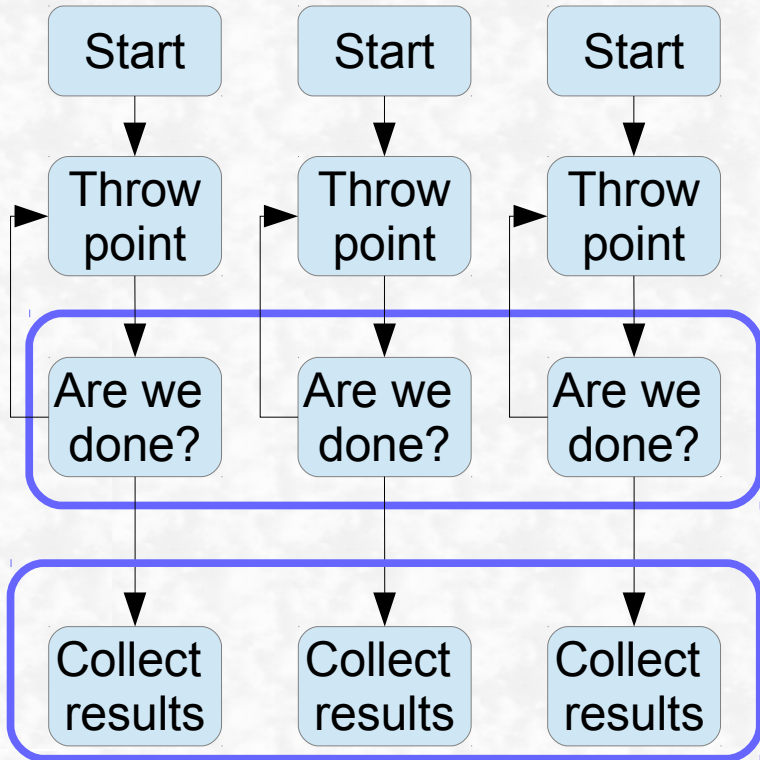 Start
Start
Start
Throw
point
Throw
point
Throw
point
Are we
done?
Are we
done?
Are we
done?
Collect
results
Collect
results
Collect
results